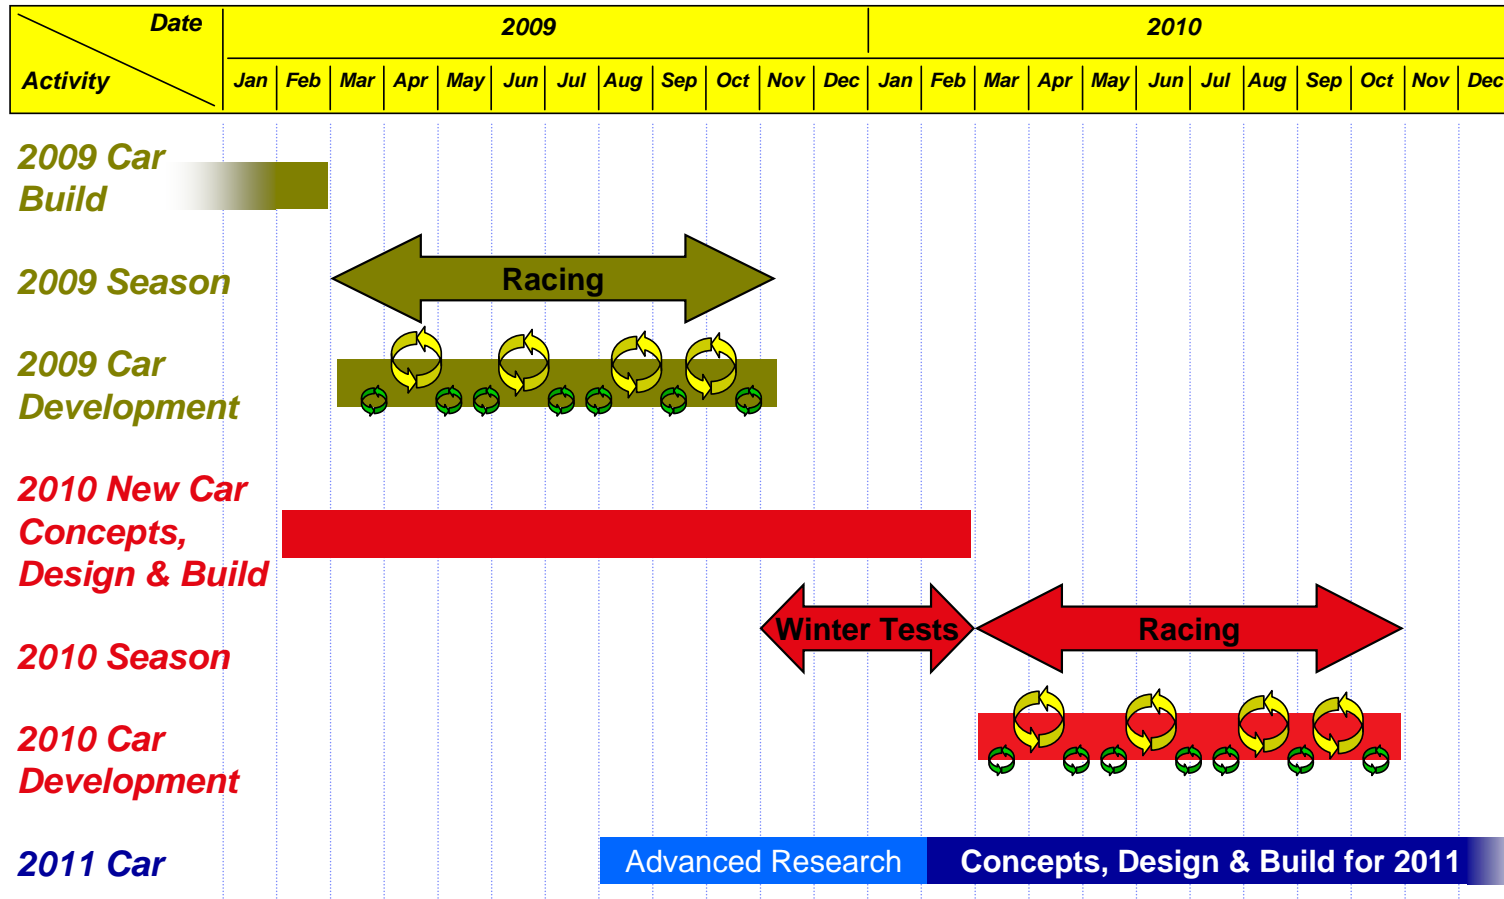 Date
2009
2010
Activity
Jan Feb Mar Apr May Jun Jul Aug Sep Oct Nov Dec Jan Feb Mar Apr May Jun Jul Aug Sep Oct Nov Dec
2009 Car
Build
2009 Season
Racing
2009 Car
Development
2010 New Car
Concepts,
Design & Build
2010 Season
Winter Tests
Racing
2010 Car
Development
2011 Car
Advanced Research
Concepts, Design & Build for 2011